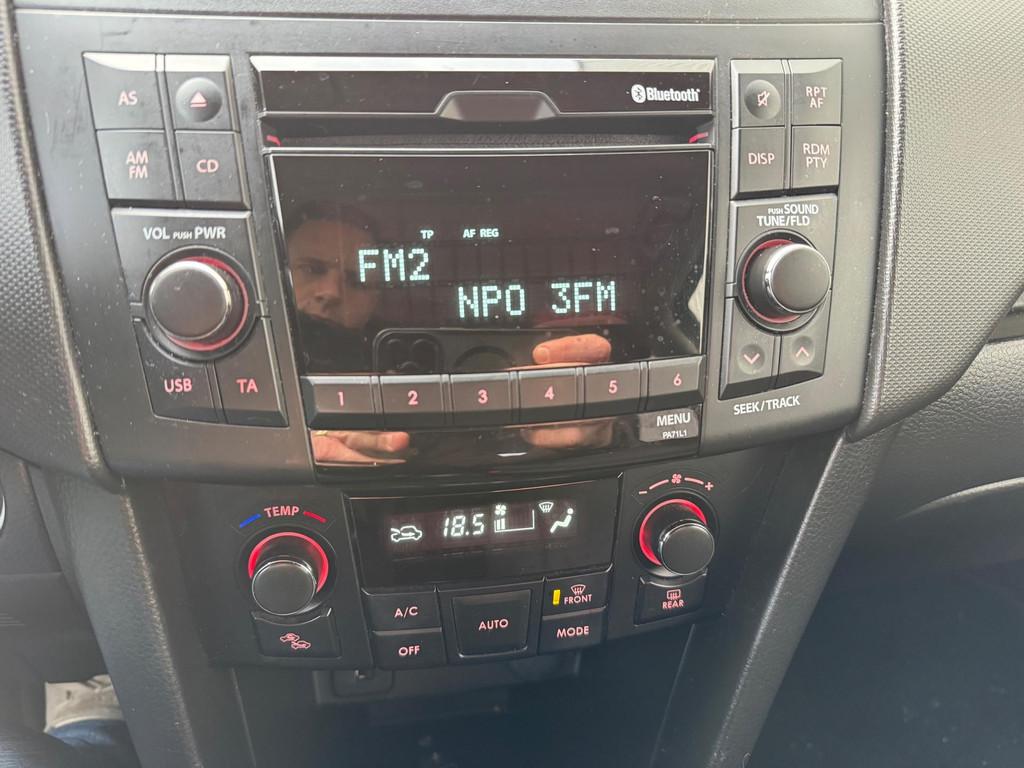 AS
Bluetooth
RPT
AF
AM
FM
CD
DISP
RDM
PTY
VOL PUSH PWR
PUSH SOUND
TUNE/FLD
TP AF REG
FM2
NPO 3FM
USB
TA
1 2 3 4 5 6
SEEK/TRACK
MENU
PA71L1
TEMP
- +
18.5
A/C
AUTO
FRONT
REAR
OFF
MODE